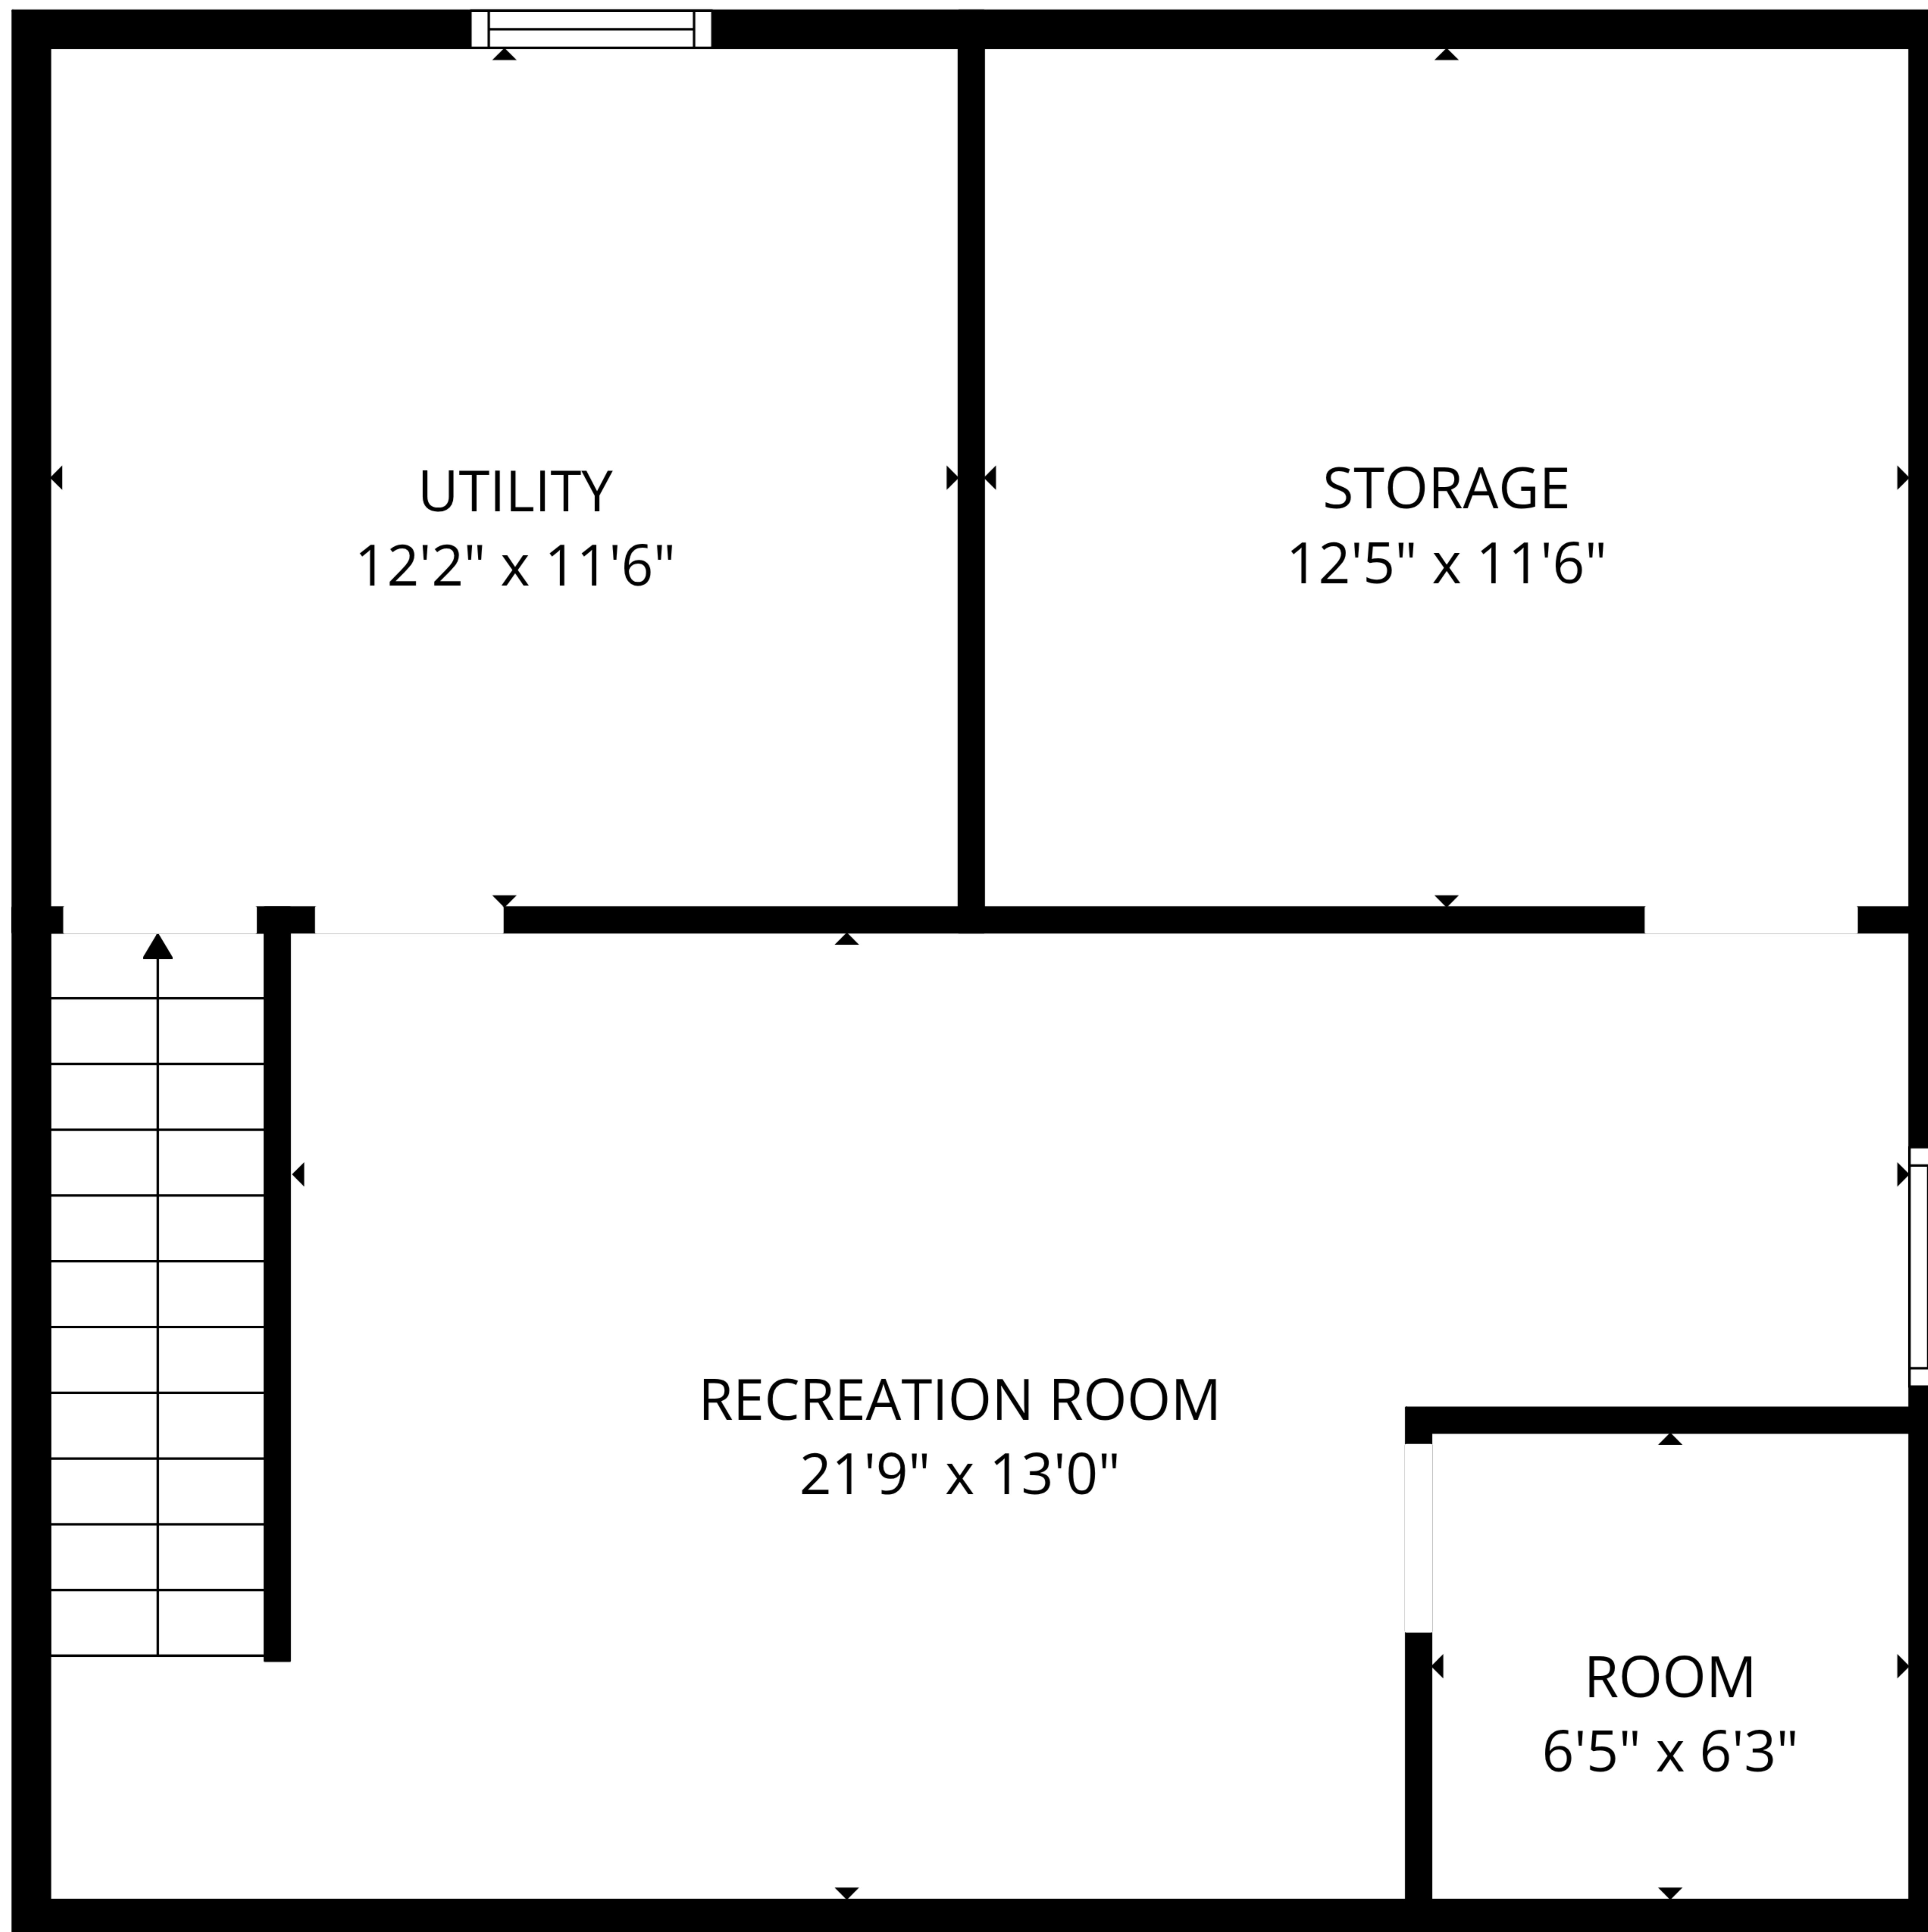 UTILITY
12'2" x 11'6"
STORAGE
12'5" x 11'6"
RECREATION ROOM
21'9" x 13'0"
ROOM
6'5" x 6'3"